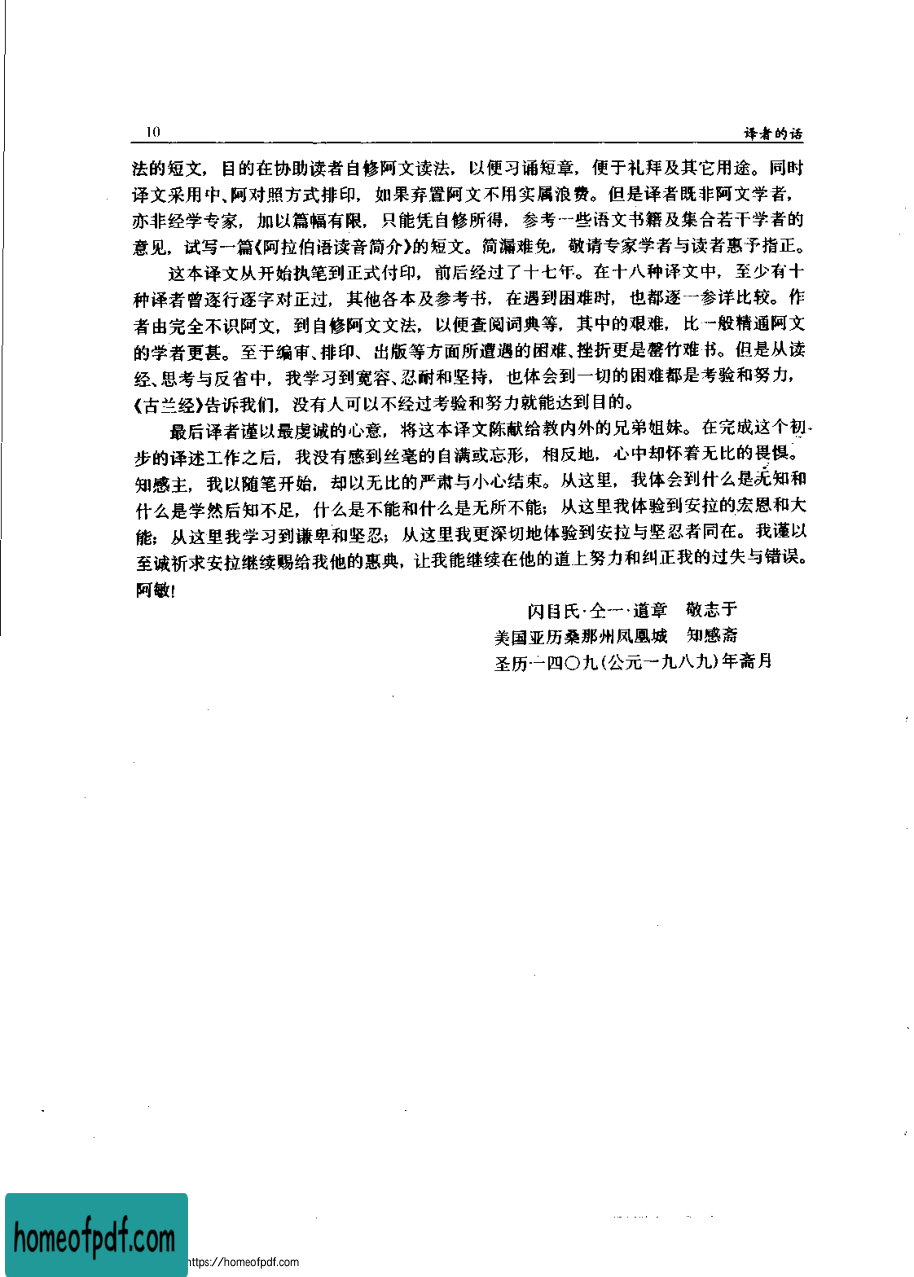 10 译者的话
法的短文，目的在协助读者自修阿文读法，以便习诵短章，便于礼拜及其它用途。同时
译文采用中、阿对照方式排印，如果弃置阿文不用实属浪费。但是译者既非阿文学者，
亦非经学专家，加以篇幅有限，只能凭自修所得，参考一些语文书籍及集合若干学者的
意见，试写一篇《阿拉伯语读音简介》的短文。简漏难免，敬请专家学者与读者惠予指正。
这本译文从开始执笔到正式付印，前后经过了十七年。在十八种译文中，至少有十
种译者曾逐行逐字对正过，其他各本及参考书，在遇到困难时，也都逐一参详比较。作
者由完全不识阿文，到自修阿文文法，以便查阅词典等，其中的艰难，比一般精通阿文
的学者更甚。至于编审、排印、出版等方面所遭遇的困难、挫折更是罄竹难书。但是从读
经、思考与反省中，我学习到宽容、忍耐和坚持，也体会到一切的困难都是考验和努力，
《古兰经》告诉我们，没有人可以不经过考验和努力就能达到目的。
最后译者谨以最虔诚的心意，将这本译文陈献给教内外的兄弟姐妹。在完成这个初
步的译述工作之后，我没有感到丝毫的自满或忘形，相反地，心中却怀着无比的畏惧。
知感主，我以随笔开始，却以无比的严肃与小心结束。从这里，我体会到什么是无知和
什么是学然后知不足，什么是不能和什么是无所不能；从这里我体验到安拉的宏恩和大
能；从这里我学习到谦卑和坚忍；从这里我更深切地体验到安拉与坚忍者同在。我谨以
至诚祈求安拉继续赐给我他的惠典，让我能继续在他的道上努力和纠正我的过失与错误。
阿敏！
闪目氏·仝一·道章 敬志于
美国亚历桑那州凤凰城 知感斋
圣历一四〇九（公元一九八九）年斋月
homeofpdf.com
https://homeofpdf.com